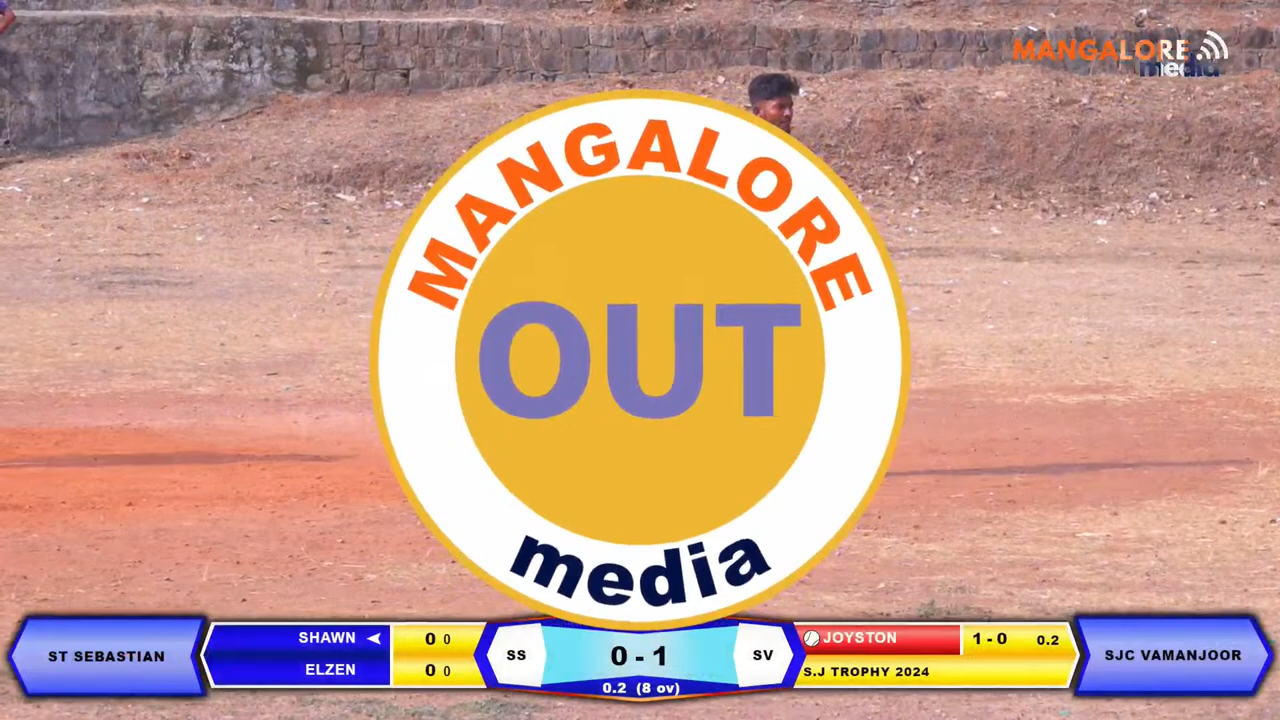 MANGALORE
media
MANGALORE
OUT
media
ST SEBASTIAN
SHAWN 0 0
ELZEN 0 0
SS 0 - 1 SV
0.2 (8 ov)
JOYSTON 1 - 0 0.2
S.J TROPHY 2024
SJC VAMANJOOR